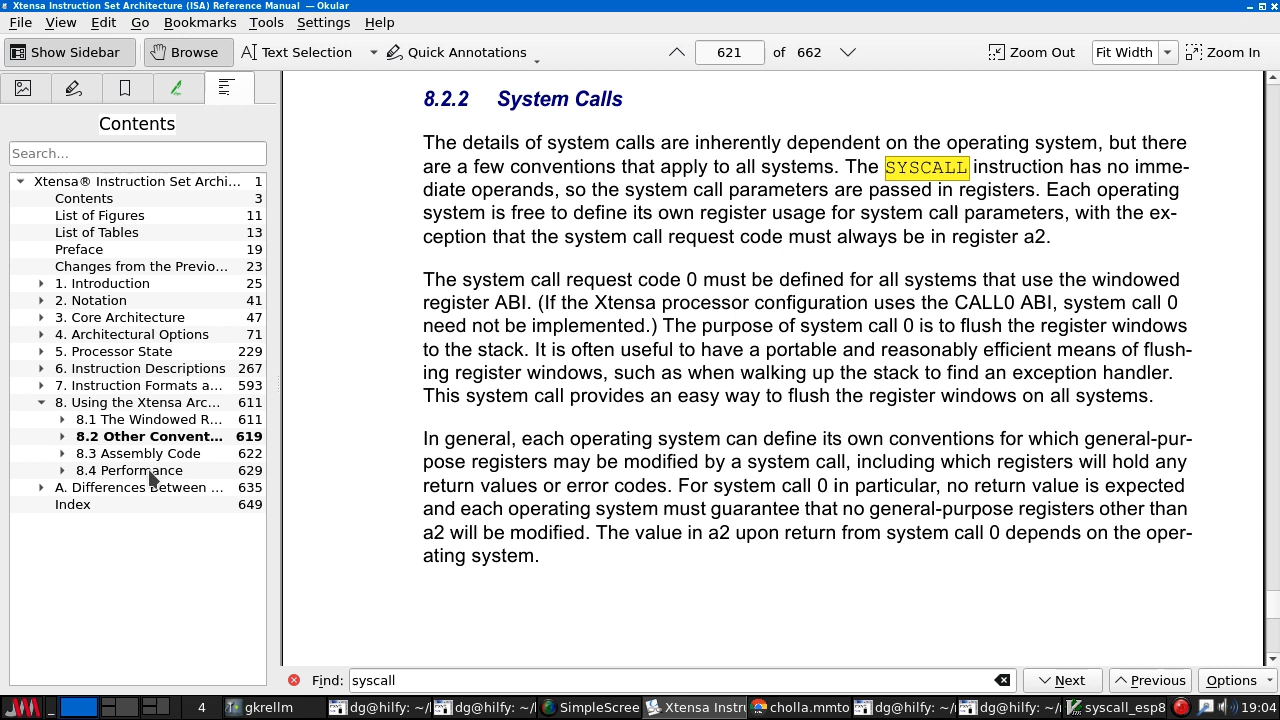 Xtensa Instruction Set Architecture (ISA) Reference Manual — Okular
File View Edit Go Bookmarks Tools Settings Help
Show Sidebar Browse Text Selection Quick Annotations 621 of 662 Zoom Out Fit Width Zoom In
Contents
Search...
Xtensa® Instruction Set Archi... 1
Contents 3
List of Figures 11
List of Tables 13
Preface 19
Changes from the Previo... 23
1. Introduction 25
2. Notation 41
3. Core Architecture 47
4. Architectural Options 71
5. Processor State 229
6. Instruction Descriptions 267
7. Instruction Formats a... 593
8. Using the Xtensa Arc... 611
8.1 The Windowed R... 611
8.2 Other Convent... 619
8.3 Assembly Code 622
8.4 Performance 629
A. Differences Between ... 635
Index 649
8.2.2 System Calls
The details of system calls are inherently dependent on the operating system, but there
are a few conventions that apply to all systems. The SYSCALL instruction has no imme-
diate operands, so the system call parameters are passed in registers. Each operating
system is free to define its own register usage for system call parameters, with the ex-
ception that the system call request code must always be in register a2.
The system call request code 0 must be defined for all systems that use the windowed
register ABI. (If the Xtensa processor configuration uses the CALL0 ABI, system call 0
need not be implemented.) The purpose of system call 0 is to flush the register windows
to the stack. It is often useful to have a portable and reasonably efficient means of flush-
ing register windows, such as when walking up the stack to find an exception handler.
This system call provides an easy way to flush the register windows on all systems.
In general, each operating system can define its own conventions for which general-pur-
pose registers may be modified by a system call, including which registers will hold any
return values or error codes. For system call 0 in particular, no return value is expected
and each operating system must guarantee that no general-purpose registers other than
a2 will be modified. The value in a2 upon return from system call 0 depends on the oper-
ating system.
Find: syscall Next Previous Options
4 gkrellm dg@hilfy: ~/ dg@hilfy: ~/ SimpleScree Xtensa Instr cholla.mmto dg@hilfy: ~/ dg@hilfy: ~/ syscall_esp8 19:04